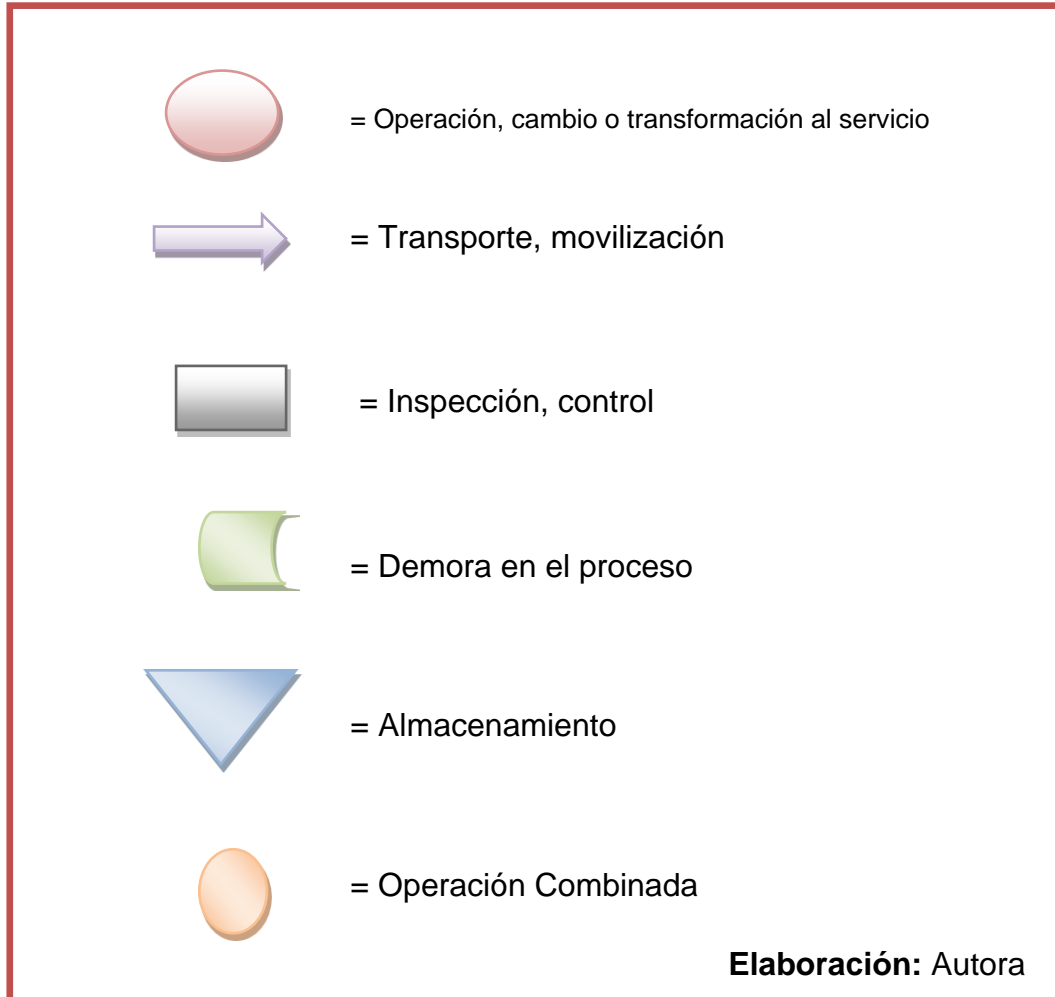 = Operación, cambio o transformación al servicio
= Transporte, movilización
= Inspección, control
= Demora en el proceso
= Almacenamiento
= Operación Combinada
Elaboración: Autora